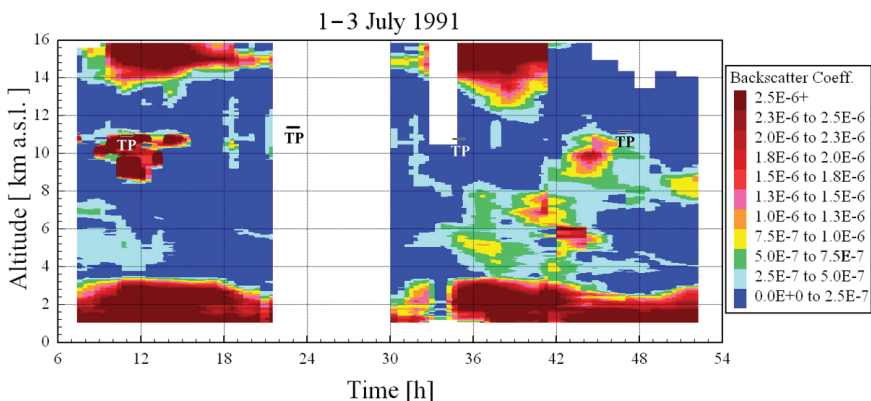 1–3 July 1991
Altitude [ km a.s.l. ]
16
14
12
10
8
6
4
2
0
TP
TP
TP
TP
6
12
18
24
30
36
42
48
54
Time [h]
Backscatter Coeff.
2.5E-6+
2.3E-6 to 2.5E-6
2.0E-6 to 2.3E-6
1.8E-6 to 2.0E-6
1.5E-6 to 1.8E-6
1.3E-6 to 1.5E-6
1.0E-6 to 1.3E-6
7.5E-7 to 1.0E-6
5.0E-7 to 7.5E-7
2.5E-7 to 5.0E-7
0.0E+0 to 2.5E-7